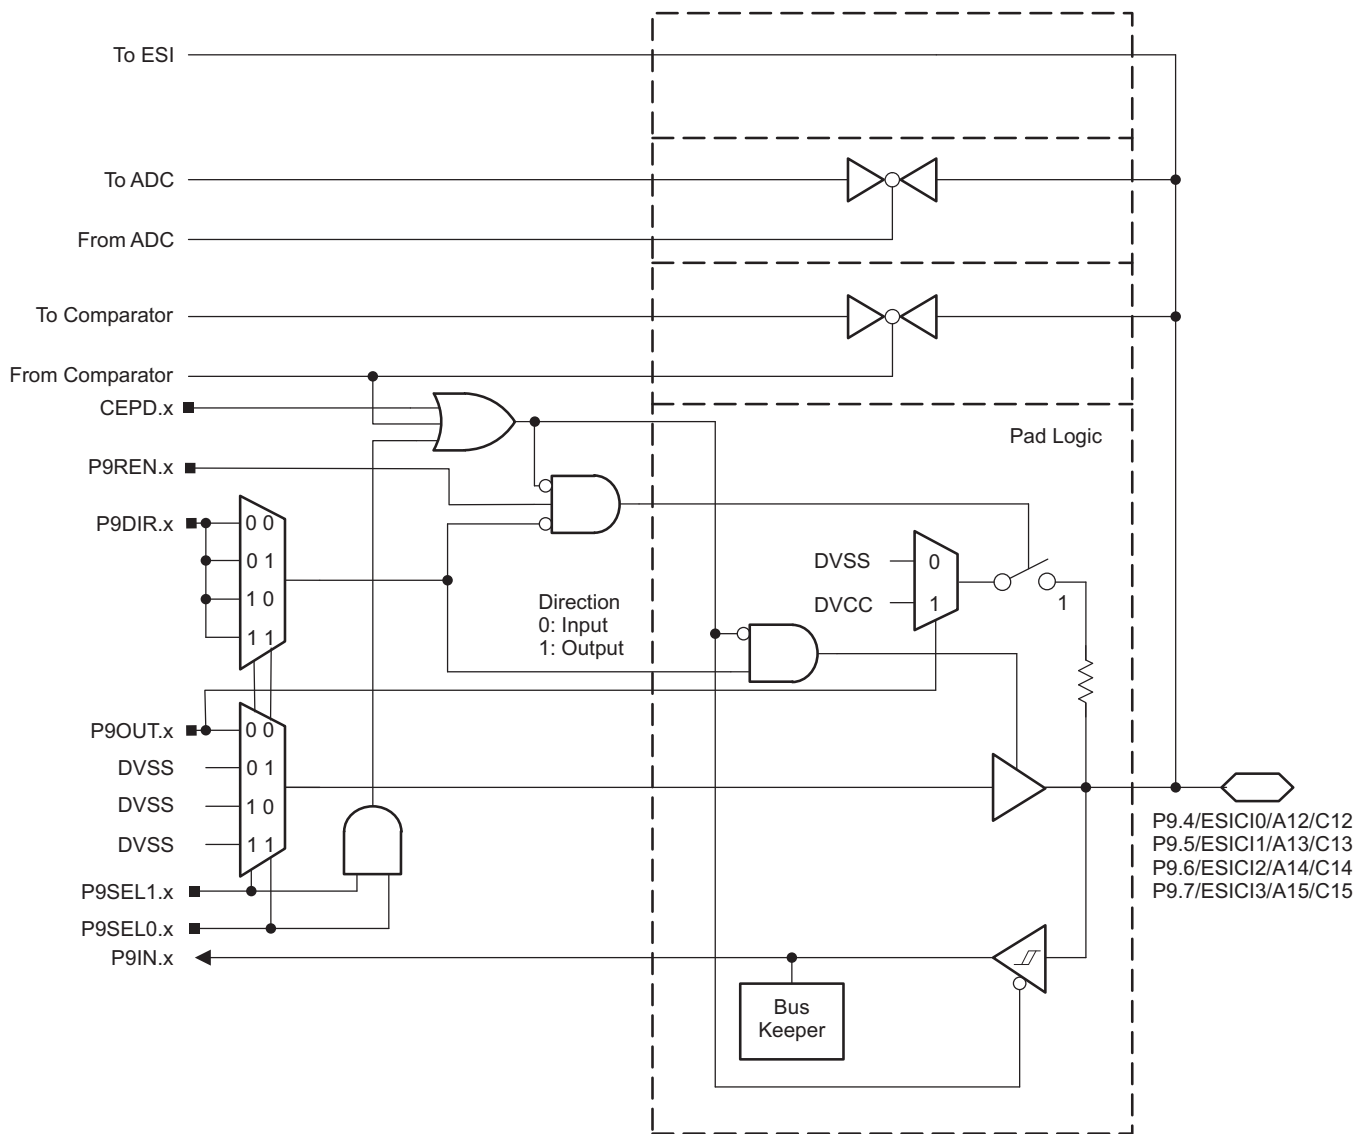 To ESI
To ADC
From ADC
To Comparator
From Comparator
CEPD.x
Pad Logic
P9REN.x
P9DIR.x
0 0
0 1
1 0
1 1
Direction
0: Input
1: Output
DVSS
0
DVCC
1
1
P9OUT.x
0 0
DVSS
0 1
DVSS
1 0
DVSS
1 1
P9SEL1.x
P9SEL0.x
P9IN.x
Bus
Keeper
P9.4/ESICI0/A12/C12
P9.5/ESICI1/A13/C13
P9.6/ESICI2/A14/C14
P9.7/ESICI3/A15/C15